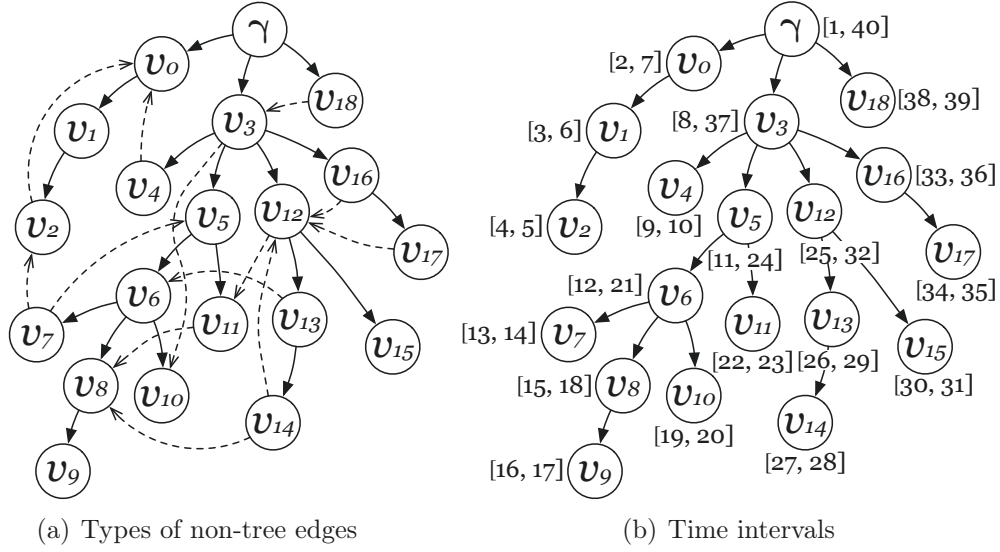 γ
v0
v18
v1
v3
v4
v16
v2
v5
v12
v17
v6
v7
v11
v13
v15
v8
v10
v14
v9
(a) Types of non-tree edges
γ [1, 40]
[2, 7] v0
v18 [38, 39]
[3, 6] v1
[8, 37] v3
v4
[9, 10]
v16 [33, 36]
[4, 5] v2
v5
[11, 24]
v12
[25, 32]
v17
[34, 35]
[12, 21] v6
[13, 14] v7
v11
[22, 23]
v13
[26, 29]
v15
[30, 31]
[15, 18] v8
v10
[19, 20]
v14
[27, 28]
[16, 17] v9
(b) Time intervals